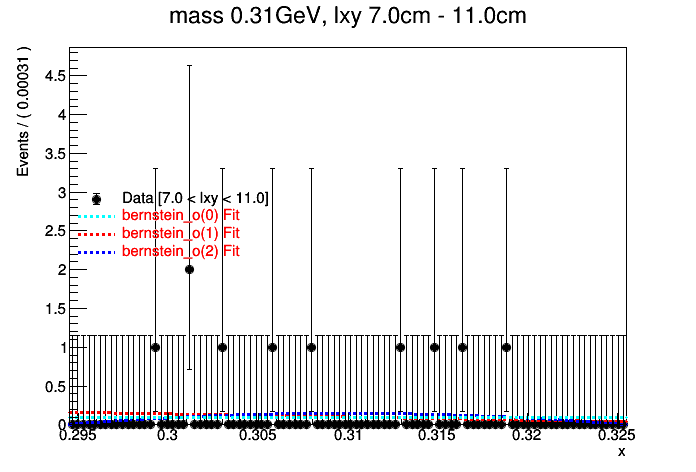 mass 0.31GeV, lxy 7.0cm - 11.0cm
Events / ( 0.00031 )
4.5
4
3.5
3
2.5
2
1.5
1
0.5
0
Data [7.0 < lxy < 11.0]
bernstein_o(0) Fit
bernstein_o(1) Fit
bernstein_o(2) Fit
0.295 0.3 0.305 0.31 0.315 0.32 0.325
x